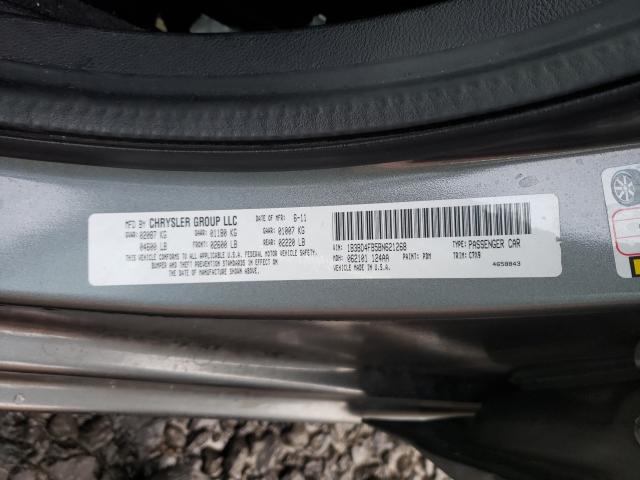 MFD BY CHRYSLER GROUP LLC DATE OF MFR: 6-11
GVWR: 02087 KG GAWR: 01180 KG GAWR: 01007 KG
04600 LB FRONT: 02600 LB REAR: 02220 LB
THIS VEHICLE CONFORMS TO ALL APPLICABLE U.S.A. FEDERAL MOTOR VEHICLE SAFETY,
BUMPER AND THEFT PREVENTION STANDARDS IN EFFECT ON
THE DATE OF MANUFACTURE SHOWN ABOVE.
VIN: 1B3BD4FB5BN621268 TYPE: PASSENGER CAR
MDH: 062101 124AA PAINT: PDM TRIM: C7X9
VEHICLE MADE IN U.S.A. 4658843